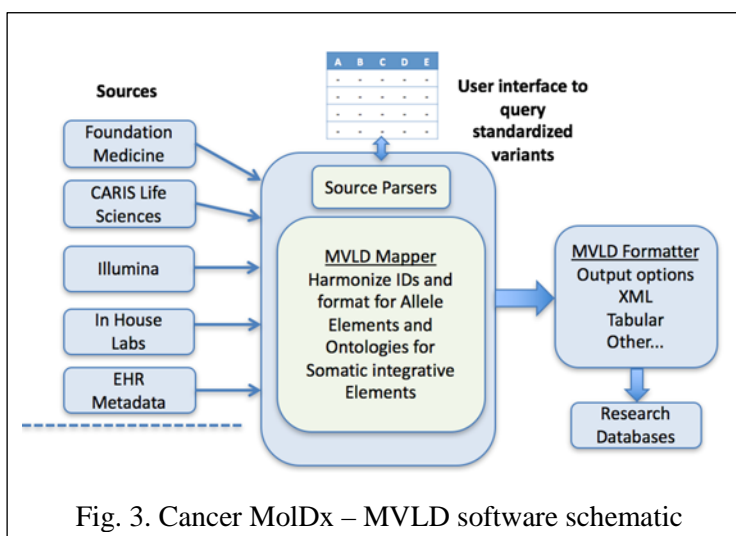 Sources
Foundation
Medicine
CARIS Life
Sciences
Illumina
In House
Labs
EHR
Metadata
A B C D E
- - - - -
- - - - -
- - - - -
- - - - -
User interface to
query
standardized
variants
Source Parsers
MVLD Mapper
Harmonize IDs and
format for Allele
Elements and
Ontologies for
Somatic integrative
Elements
MVLD Formatter
Output options
XML
Tabular
Other...
Research
Databases
Fig. 3. Cancer MolDx – MVLD software schematic